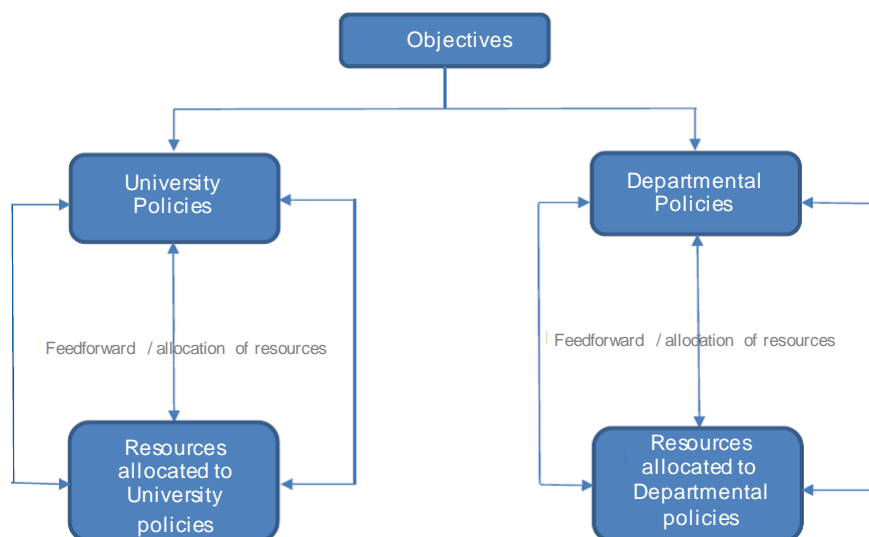 Objectives
University
Policies
Departmental
Policies
Feedforward / allocation of resources
Feedforward / allocation of resources
Resources
allocated to
University
policies
Resources
allocated to
Departmental
policies